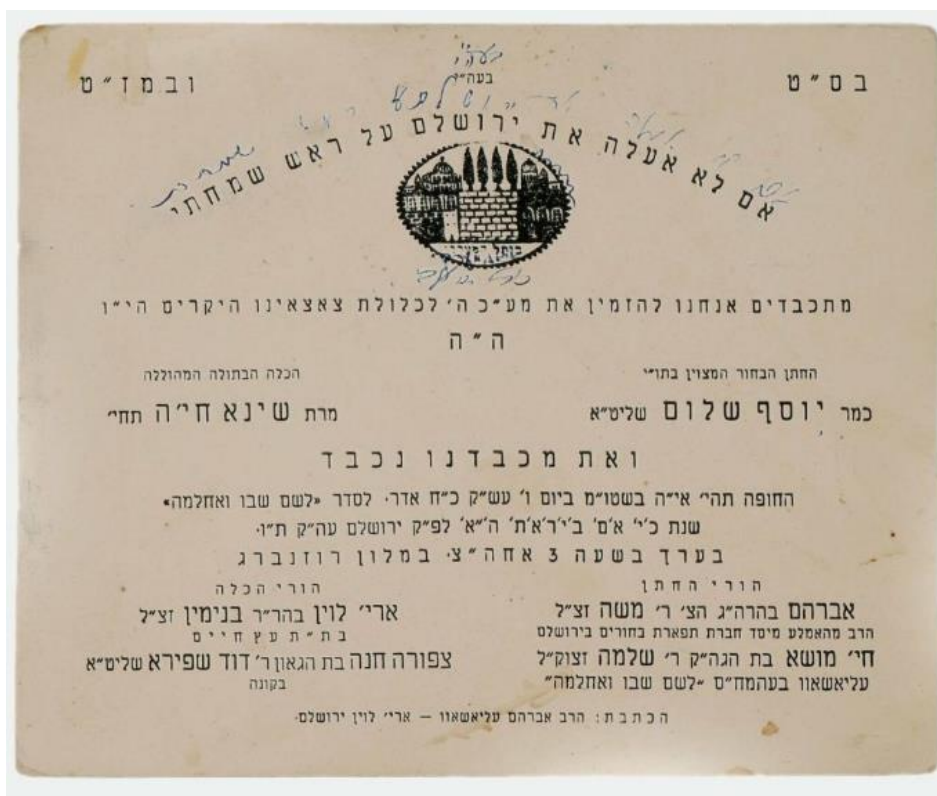 בס״ט
בעה״י
ובמז״ט
אם לא אעלה את ירושלם על ראש שמחתי
מתכבדים אנחנו להזמין את מע״כ ה׳ לכלולת צאצאינו היקרים הי״ו
ה״ה
החתן הבחור המצוין בתו״י
הכלה הבתולה המהוללה
כמר יוסף שלום שליט״א
מרת שינא חי׳ה תחי׳
ואת מכבדנו נכבד
החופה תהי׳ אי״ה בשטו״מ ביום ו׳ עש״ק כ״ח אדר· לסדר «לשם שבו ואחלמה»
שנת כ׳י׳ א׳ם׳ ב׳י׳ר׳א׳ת׳ ה׳׳א׳ לפ״ק ירושלם עה״ק ת״ו·
בערך בשעה 3 אחה״צ· במלון רוזנברג
הורי החתן
אברהם בהרה״ג הצ׳ ר׳ משה זצ״ל
הרב מהאמלע מיסד חברת תפארת בחורים בירושלם
חי׳ מושא בת הגה״ק ר׳ שלמה זצוק״ל
עליאשאוו בעהמח״ס ״לשם שבו ואחלמה״
הורי הכלה
ארי׳ לוין בהר״ר בנימין זצ״ל
בת״ת עץ חיים
צפורה חנה בת הגאון ר׳ דוד שפירא שליט״א
בקונה
הכתבת: הרב אברהם עליאשאוו — ארי׳ לוין ירושלם·